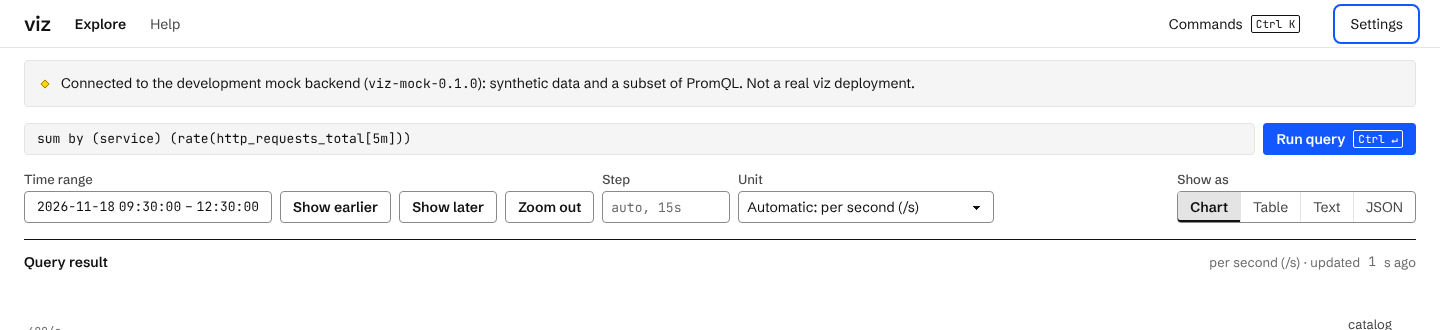 viz Explore Help Commands Ctrl K Settings
Connected to the development mock backend (viz-mock-0.1.0): synthetic data and a subset of PromQL. Not a real viz deployment.
sum by (service) (rate(http_requests_total[5m])) Run query Ctrl ↵
Time range Step Unit Show as
2026-11-18 09:30:00 – 12:30:00 Show earlier Show later Zoom out auto, 15s Automatic: per second (/s) Chart Table Text JSON
Query result per second (/s) · updated 1 s ago
catalog